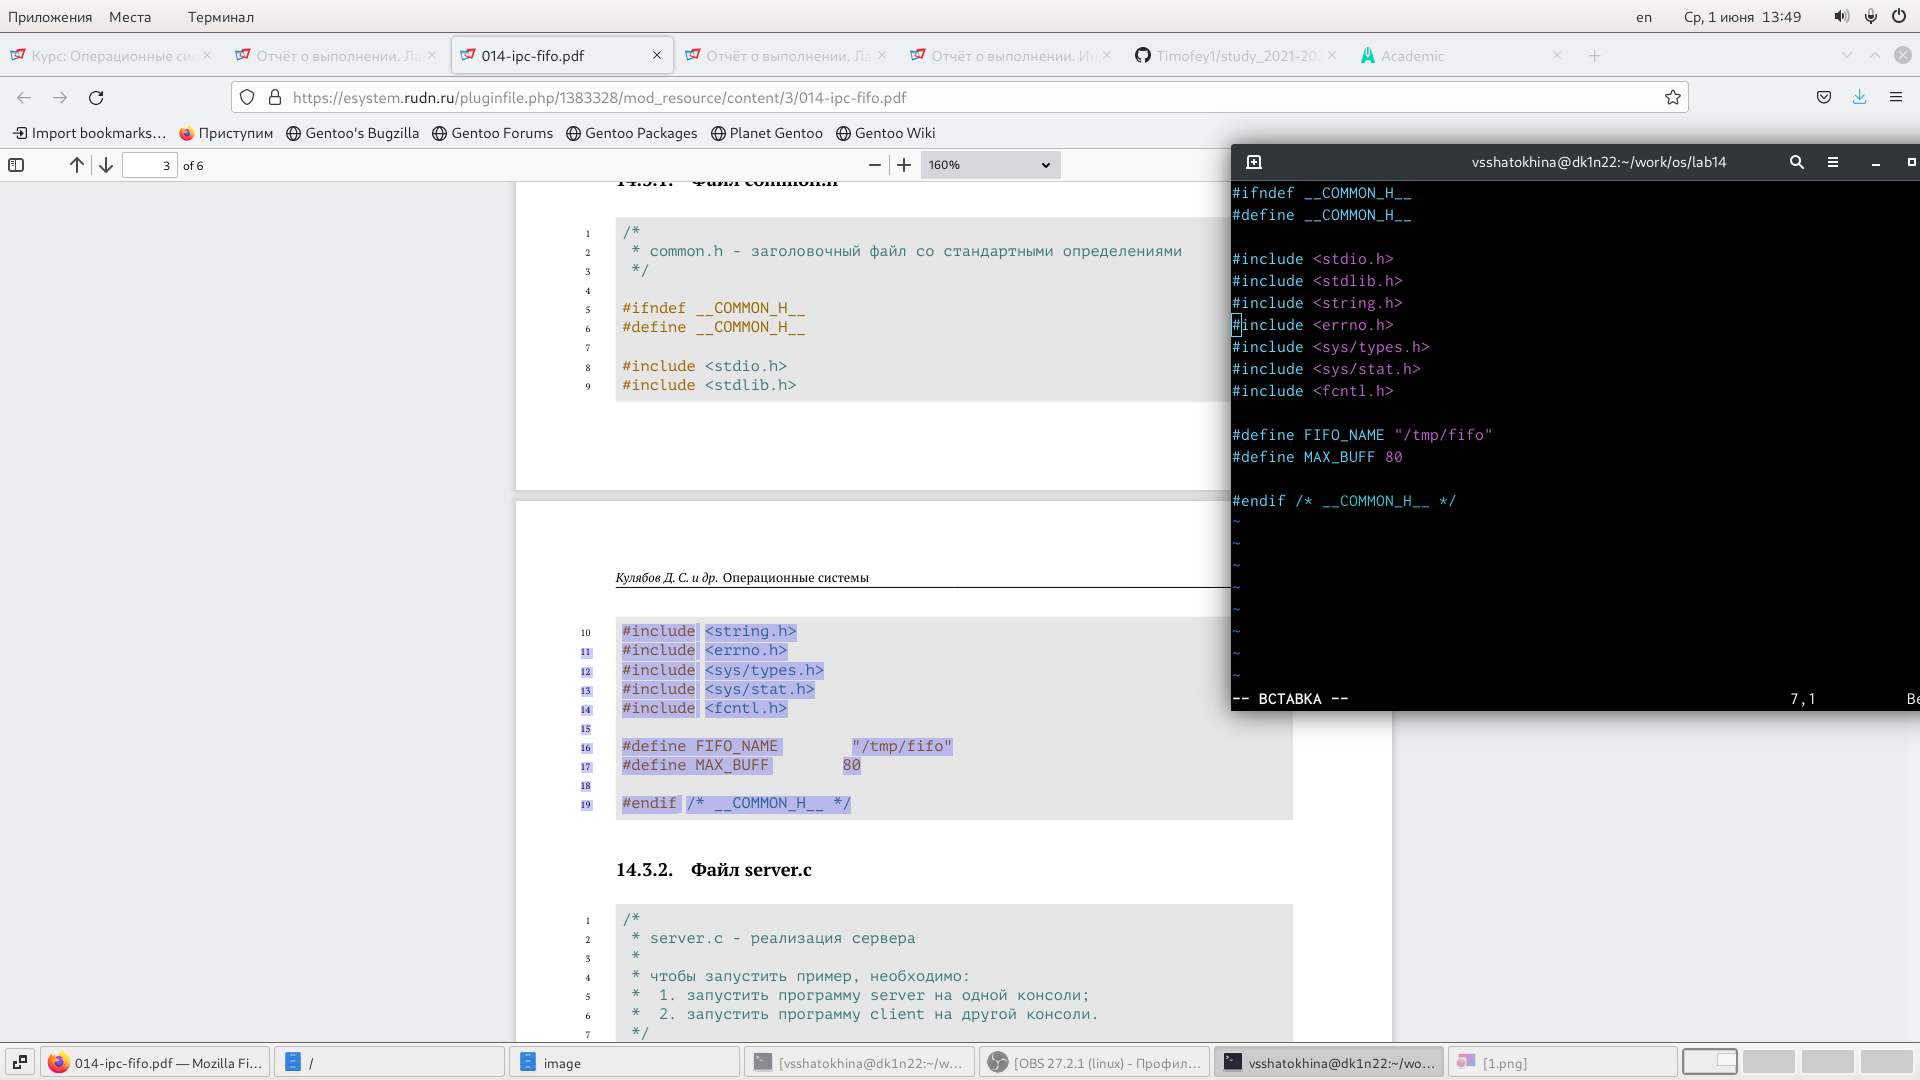 Приложения Места Терминал en Ср, 1 июня 13:49
Курс: Операционные сис Отчёт о выполнении. Ла 014-ipc-fifo.pdf Отчёт о выполнении. Ла Отчёт о выполнении. Ин Timofey1/study_2021-202 Academic
https://esystem.rudn.ru/pluginfile.php/1383328/mod_resource/content/3/014-ipc-fifo.pdf
Import bookmarks… Приступим Gentoo's Bugzilla Gentoo Forums Gentoo Packages Planet Gentoo Gentoo Wiki
3 of 6 160%
14.3.1. Файл common.h
1 /*
2 * common.h - заголовочный файл со стандартными определениями
3 */
4
5 #ifndef __COMMON_H__
6 #define __COMMON_H__
7
8 #include <stdio.h>
9 #include <stdlib.h>
Кулябов Д. С. и др. Операционные системы
10 #include <string.h>
11 #include <errno.h>
12 #include <sys/types.h>
13 #include <sys/stat.h>
14 #include <fcntl.h>
15
16 #define FIFO_NAME "/tmp/fifo"
17 #define MAX_BUFF 80
18
19 #endif /* __COMMON_H__ */
14.3.2. Файл server.c
1 /*
2 * server.c - реализация сервера
3 *
4 * чтобы запустить пример, необходимо:
5 * 1. запустить программу server на одной консоли;
6 * 2. запустить программу client на другой консоли.
7 */
vsshatokhina@dk1n22:~/work/os/lab14
#ifndef __COMMON_H__
#define __COMMON_H__
#include <stdio.h>
#include <stdlib.h>
#include <string.h>
#include <errno.h>
#include <sys/types.h>
#include <sys/stat.h>
#include <fcntl.h>
#define FIFO_NAME "/tmp/fifo"
#define MAX_BUFF 80
#endif /* __COMMON_H__ */
~
~
~
~
~
~
~
~
-- ВСТАВКА -- 7,1 Ве
014-ipc-fifo.pdf — Mozilla Fi… / image [vsshatokhina@dk1n22:~/w… [OBS 27.2.1 (linux) - Профил… vsshatokhina@dk1n22:~/wo… [1.png]